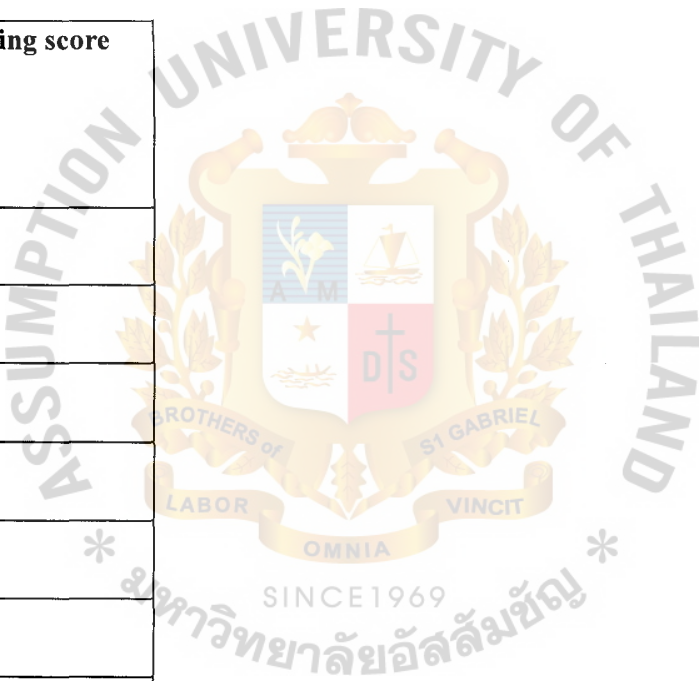 ing score
ASSUMPTION UNIVERSITY OF THAILAND
A M
D S
BROTHERS of
S1 GABRIEL
LABOR
VINCIT
OMNIA
* *
SINCE1969
มหาวิทยาลัยอัสสัมชัญ